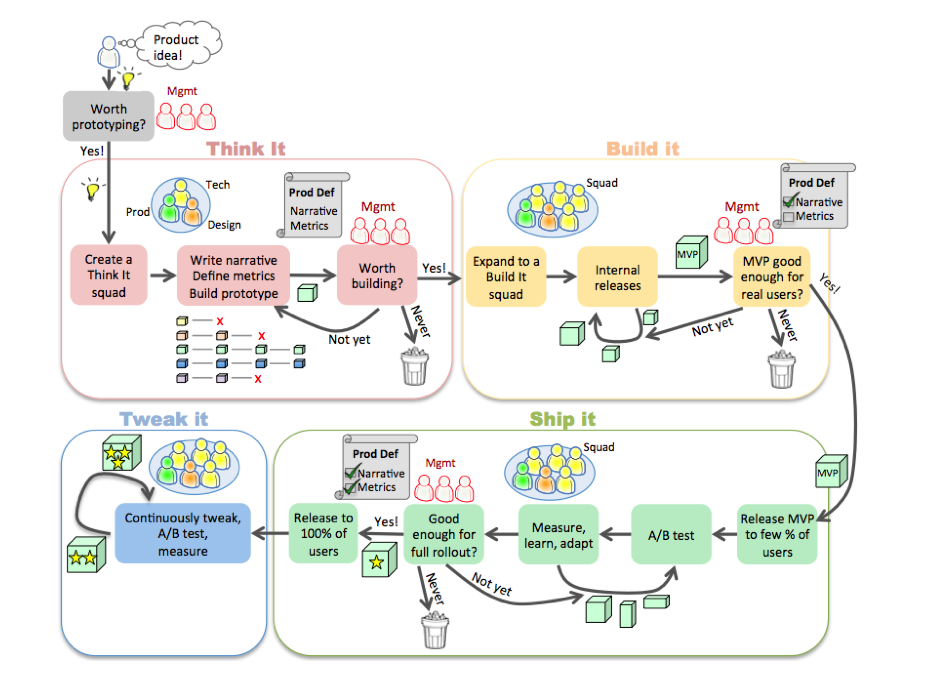 Product
idea!
Mgmt
Worth
prototyping?
Yes!
Think It
Tech
Prod
Design
Prod Def
Narrative
Metrics
Mgmt
Create a
Think It
squad
Write narrative
Define metrics
Build prototype
Worth
building?
Yes!
Not yet
Never
X
X
X
Build it
Squad
Prod Def
Narrative
Metrics
Mgmt
Expand to a
Build It
squad
Internal
releases
MVP
MVP good
enough for
real users?
Yes!
Not yet
Never
MVP
Ship it
Squad
Prod Def
Narrative
Metrics
Mgmt
Release MVP
to few % of
users
A/B test
Measure,
learn, adapt
Good
enough for
full rollout?
Yes!
Not yet
Never
Release to
100% of
users
Tweak it
Continuously tweak,
A/B test,
measure